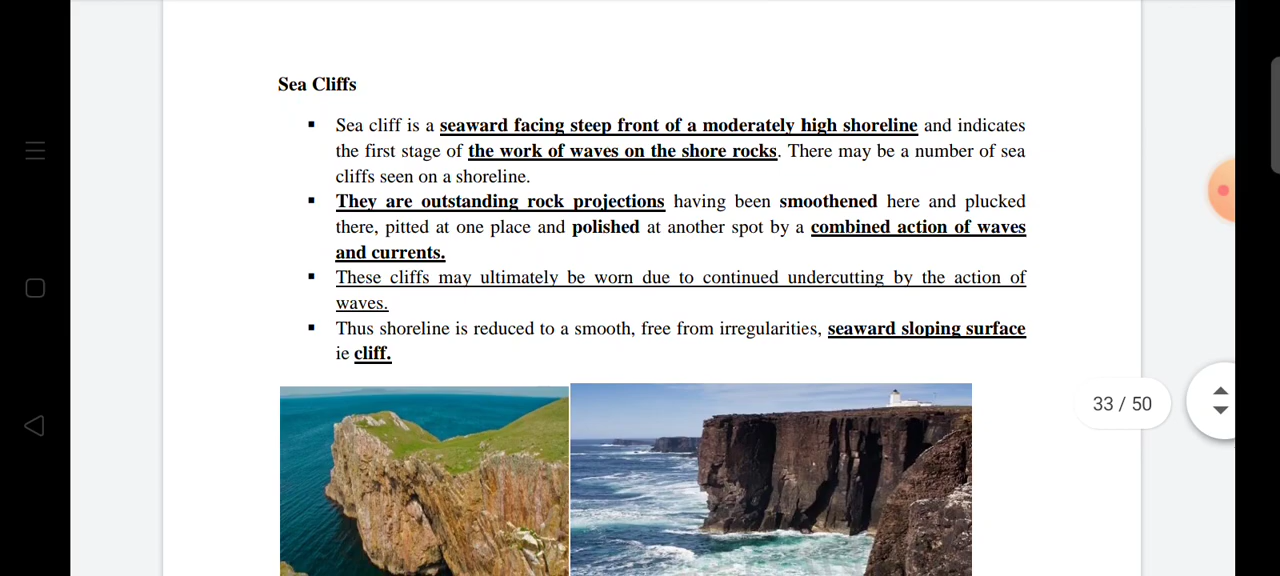 Sea Cliffs
▪ Sea cliff is a seaward facing steep front of a moderately high shoreline and indicates
the first stage of the work of waves on the shore rocks. There may be a number of sea
cliffs seen on a shoreline.
▪ They are outstanding rock projections having been smoothened here and plucked
there, pitted at one place and polished at another spot by a combined action of waves
and currents.
▪ These cliffs may ultimately be worn due to continued undercutting by the action of
waves.
▪ Thus shoreline is reduced to a smooth, free from irregularities, seaward sloping surface
ie cliff.
33 / 50